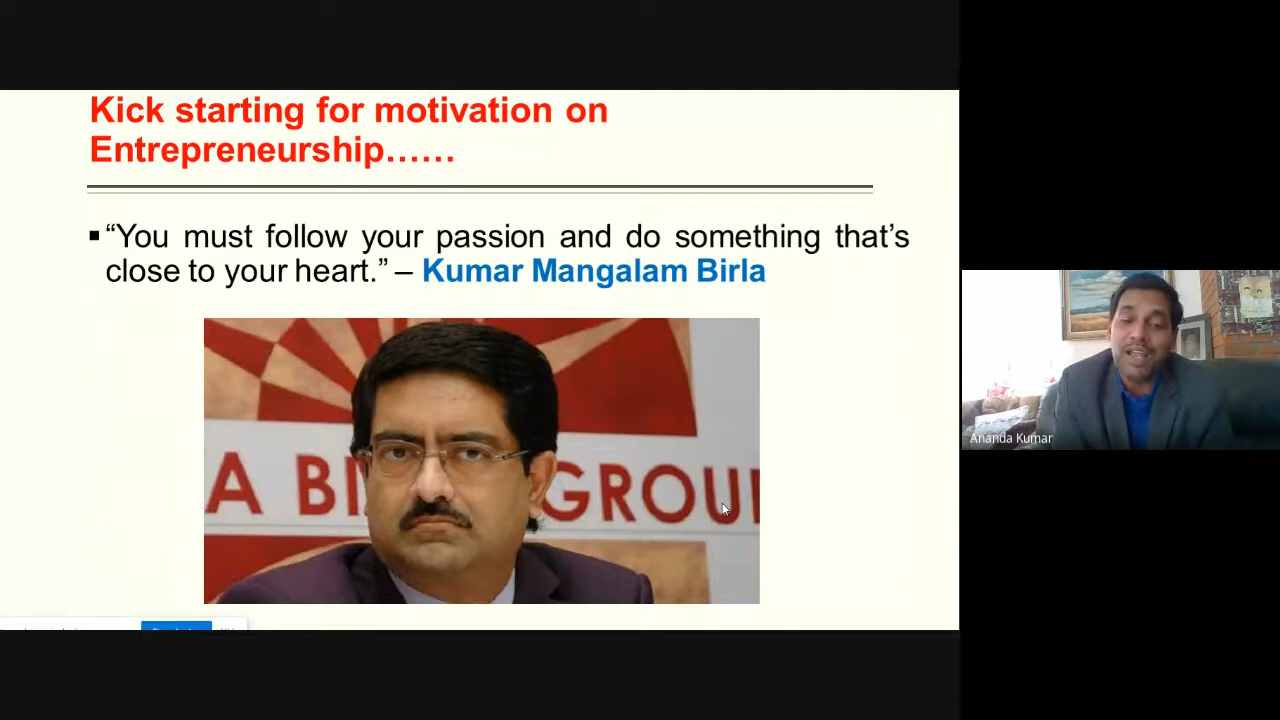 Kick starting for motivation on
Entrepreneurship……
▪“You must follow your passion and do something that’s
close to your heart.” – Kumar Mangalam Birla
A BI GROU
Ananda Kumar